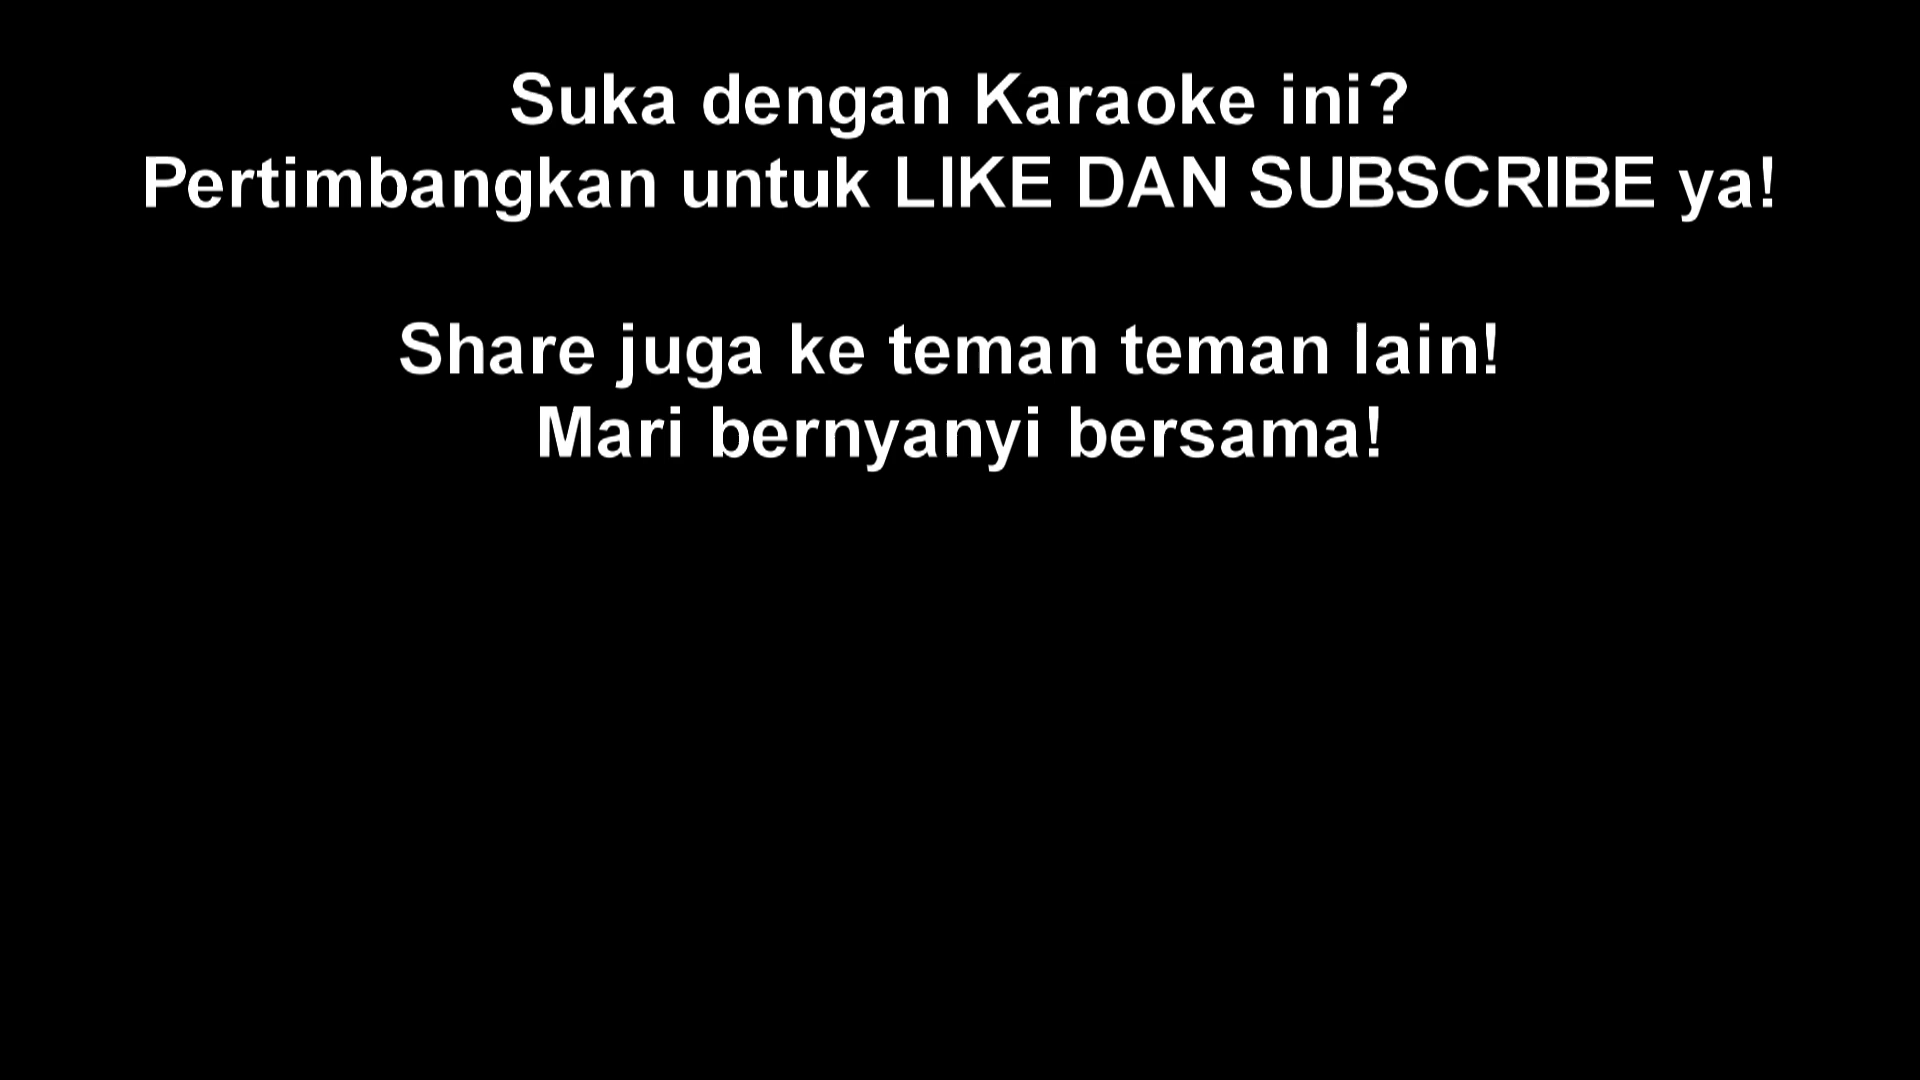 Suka dengan Karaoke ini?
Pertimbangkan untuk LIKE DAN SUBSCRIBE ya!
Share juga ke teman teman lain!
Mari bernyanyi bersama!